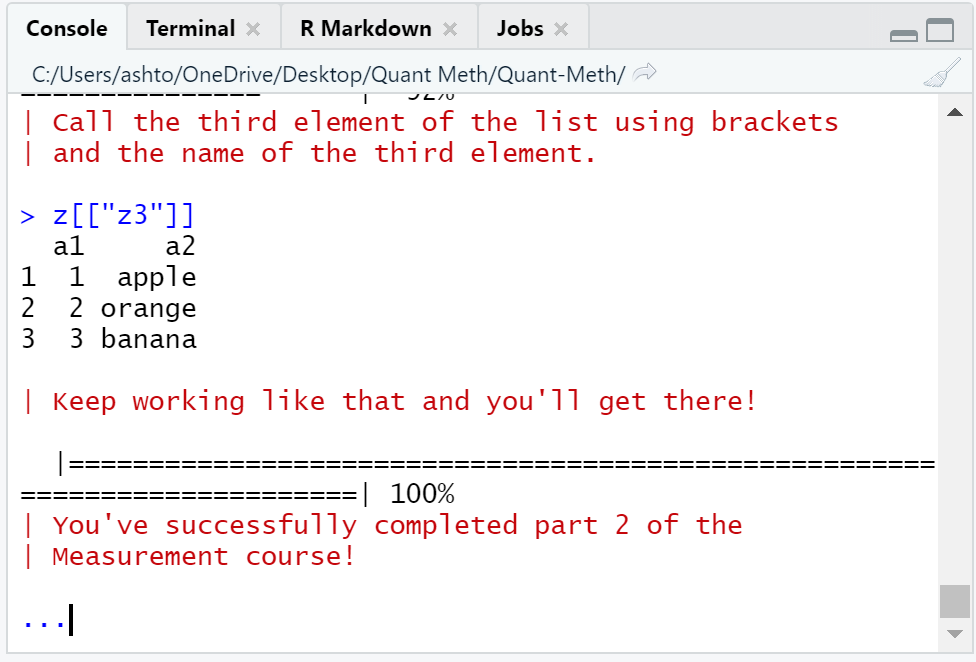 Console Terminal R Markdown Jobs
C:/Users/ashto/OneDrive/Desktop/Quant Meth/Quant-Meth/
===============       | 92%
| Call the third element of the list using brackets
| and the name of the third element.
> z[["z3"]]
  a1     a2
1  1  apple
2  2 orange
3  3 banana
| Keep working like that and you'll get there!
  |======================================================
=====================| 100%
| You've successfully completed part 2 of the
| Measurement course!
...